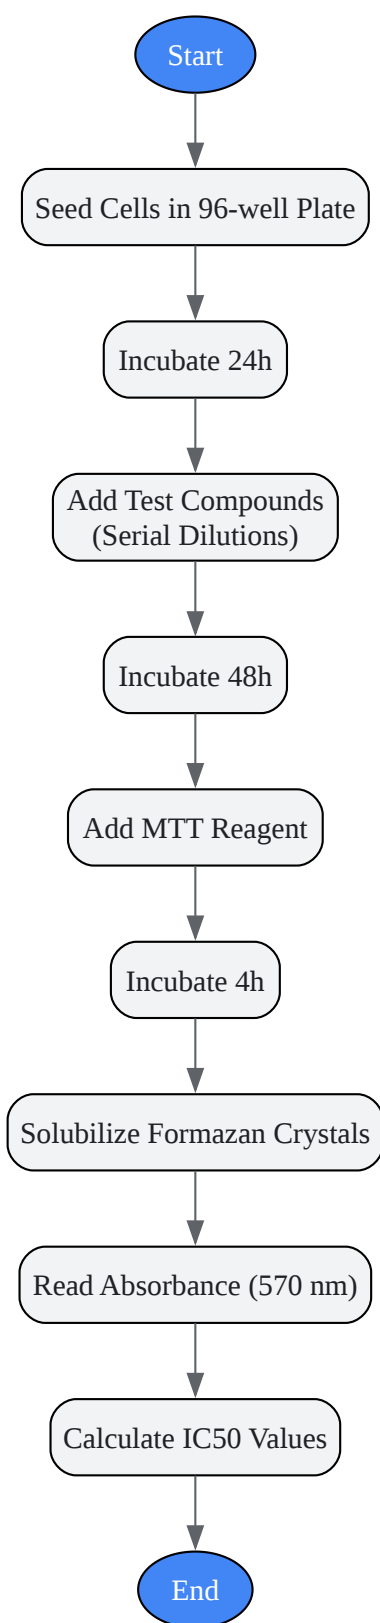 Start
Seed Cells in 96-well Plate
Incubate 24h
Add Test Compounds
(Serial Dilutions)
Incubate 48h
Add MTT Reagent
Incubate 4h
Solubilize Formazan Crystals
Read Absorbance (570 nm)
Calculate IC50 Values
End